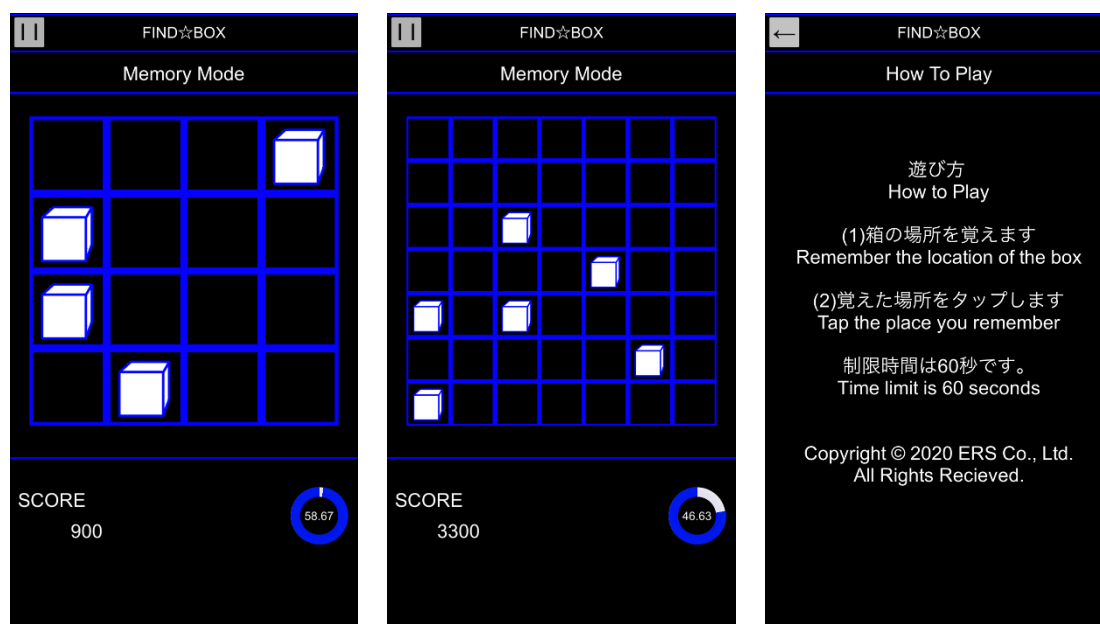 FIND☆BOX
Memory Mode
SCORE
900
58.67
FIND☆BOX
Memory Mode
SCORE
3300
46.63
←
FIND☆BOX
How To Play
遊び方
How to Play
(1)箱の場所を覚えます
Remember the location of the box
(2)覚えた場所をタップします
Tap the place you remember
制限時間は60秒です。
Time limit is 60 seconds
Copyright © 2020 ERS Co., Ltd.
All Rights Recieved.